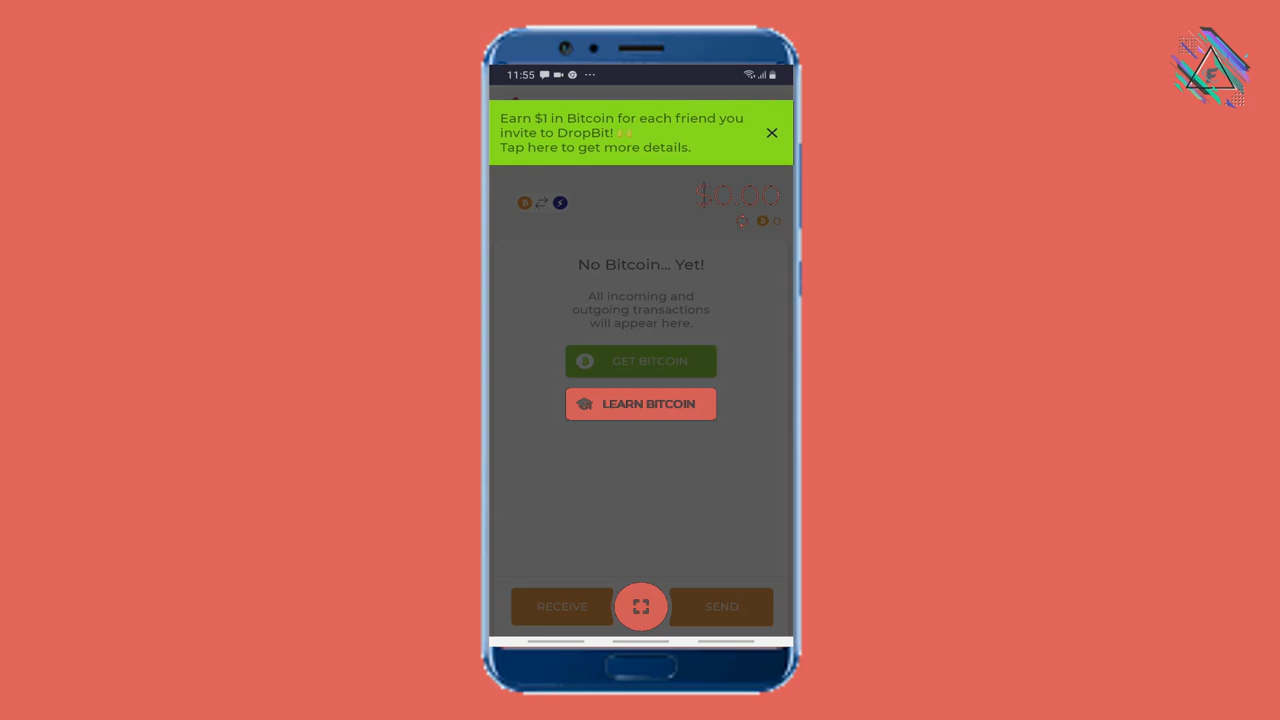 11:55
Earn $1 in Bitcoin for each friend you
invite to DropBit! 🙌
Tap here to get more details.
$0.00
0
No Bitcoin... Yet!
All incoming and
outgoing transactions
will appear here.
GET BITCOIN
LEARN BITCOIN
RECEIVE
SEND